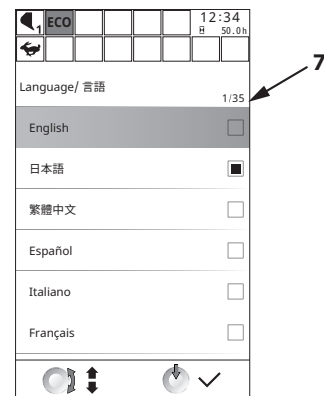 1 ECO 12:34
50.0h
7
Language/ 言語
1/35
English
日本語
繁體中文
Español
Italiano
Français